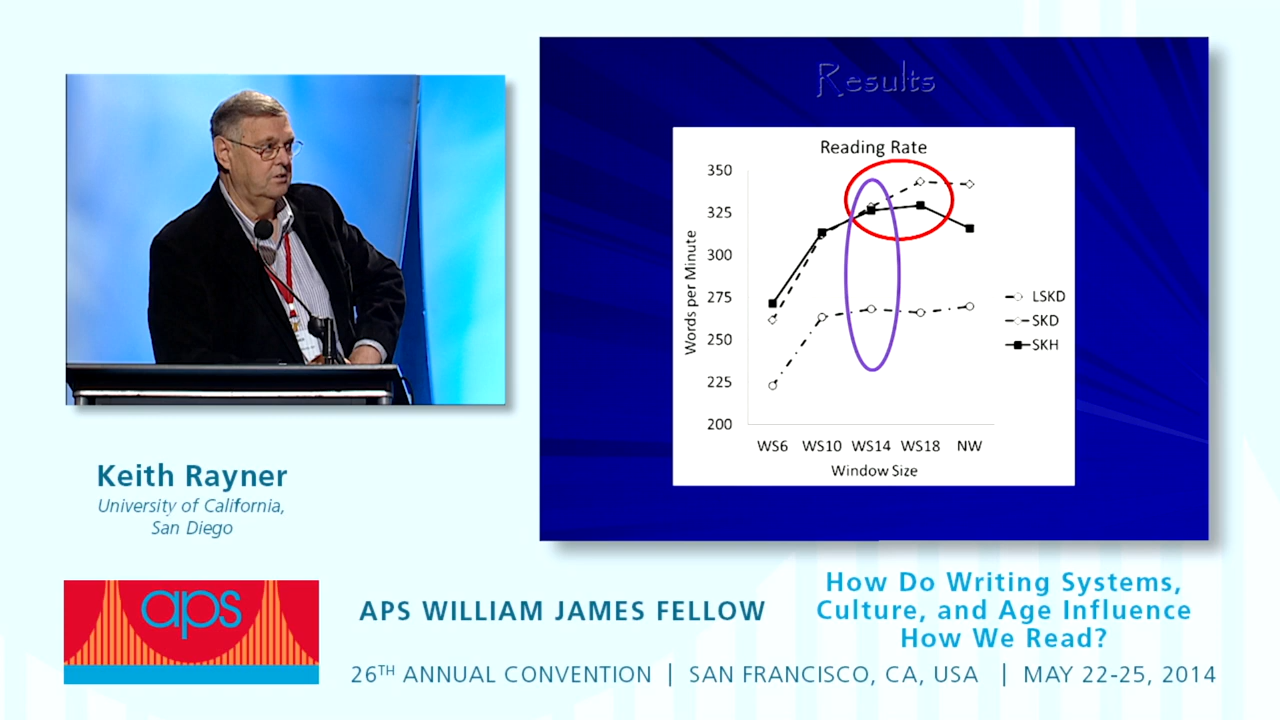 Results
Reading Rate
350
325
300
275
250
225
200
Words per Minute
WS6 WS10 WS14 WS18 NW
Window Size
LSKD
SKD
SKH
Keith Rayner
University of California,
San Diego
aps
APS WILLIAM JAMES FELLOW
How Do Writing Systems,
Culture, and Age Influence
How We Read?
26TH ANNUAL CONVENTION | SAN FRANCISCO, CA, USA | MAY 22-25, 2014